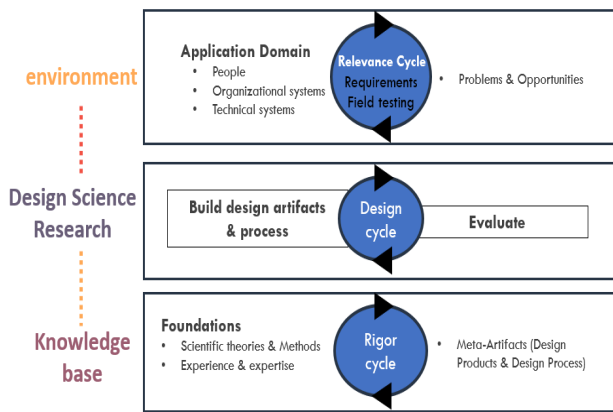 environment
Application Domain
• People
• Organizational systems
• Technical systems
Relevance Cycle
Requirements
Field testing
• Problems & Opportunities
Design Science
Research
Build design artifacts
& process
Design
cycle
Evaluate
Knowledge
base
Foundations
• Scientific theories & Methods
• Experience & expertise
Rigor
cycle
• Meta-Artifacts (Design
Products & Design Process)